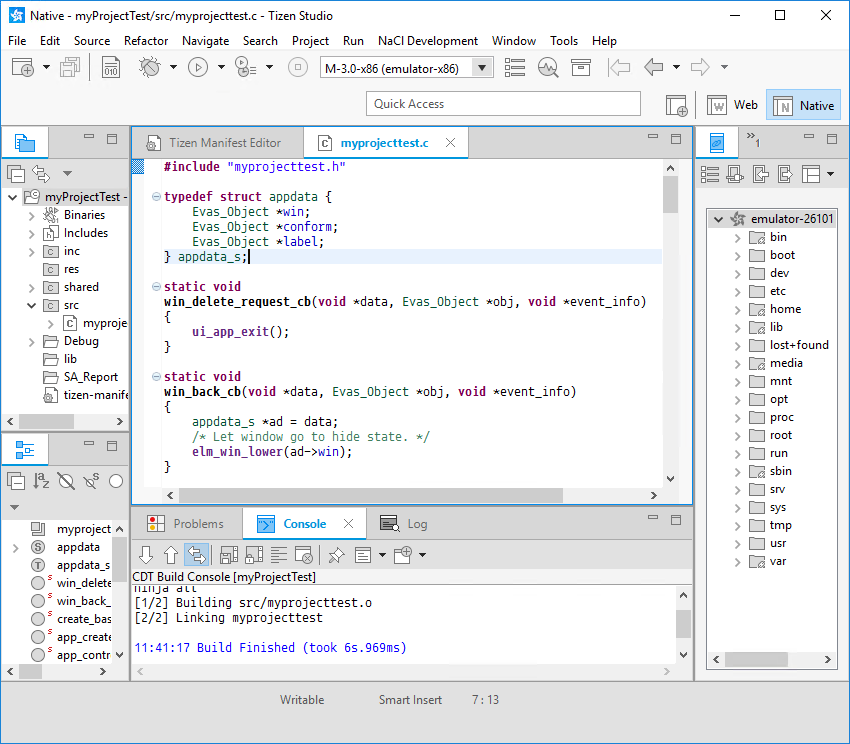 Native - myProjectTest/src/myprojecttest.c - Tizen Studio
File Edit Source Refactor Navigate Search Project Run NaCl Development Window Tools Help
010
M-3.0-x86 (emulator-x86)
Quick Access
Web
Native
Tizen Manifest Editor
myprojecttest.c
1
myProjectTest -
Binaries
Includes
inc
res
shared
src
myproje
Debug
lib
SA_Report
tizen-manife
#include "myprojecttest.h"
typedef struct appdata {
Evas_Object *win;
Evas_Object *conform;
Evas_Object *label;
} appdata_s;
static void
win_delete_request_cb(void *data, Evas_Object *obj, void *event_info)
{
ui_app_exit();
}
static void
win_back_cb(void *data, Evas_Object *obj, void *event_info)
{
appdata_s *ad = data;
/* Let window go to hide state. */
elm_win_lower(ad->win);
}
emulator-26101
bin
boot
dev
etc
home
lib
lost+found
media
mnt
opt
proc
root
run
sbin
srv
sys
tmp
usr
var
myproject
appdata
appdata_s
win_delete
win_back_
create_bas
app_create
app_contr
Problems
Console
Log
CDT Build Console [myProjectTest]
ninja all
[1/2] Building src/myprojecttest.o
[2/2] Linking myprojecttest
11:41:17 Build Finished (took 6s.969ms)
Writable
Smart Insert
7 : 13